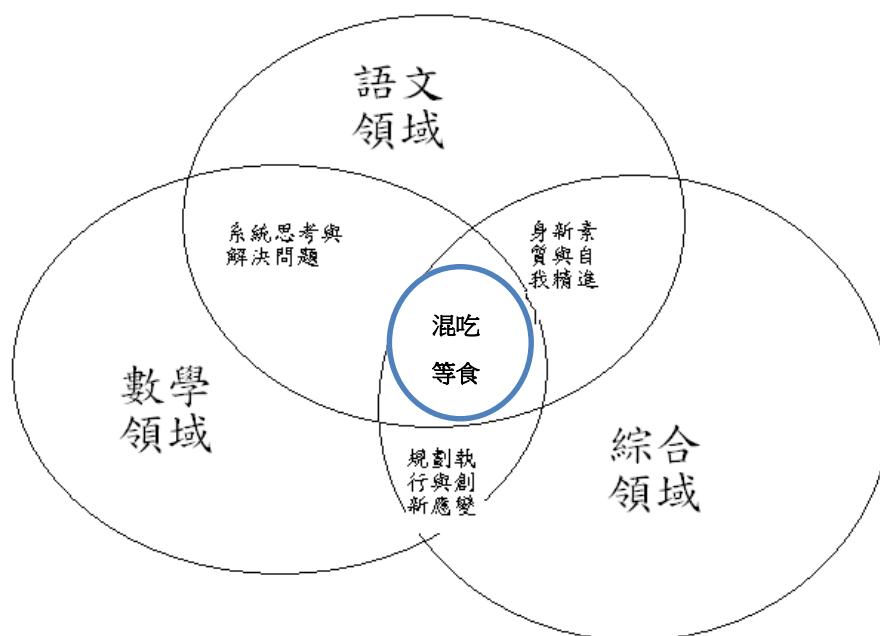 語文
領域
系統思考與
解決問題
身新素
質與自
我精進
混吃
等食
數學
領域
綜合
領域
規劃執
行與創
新應變